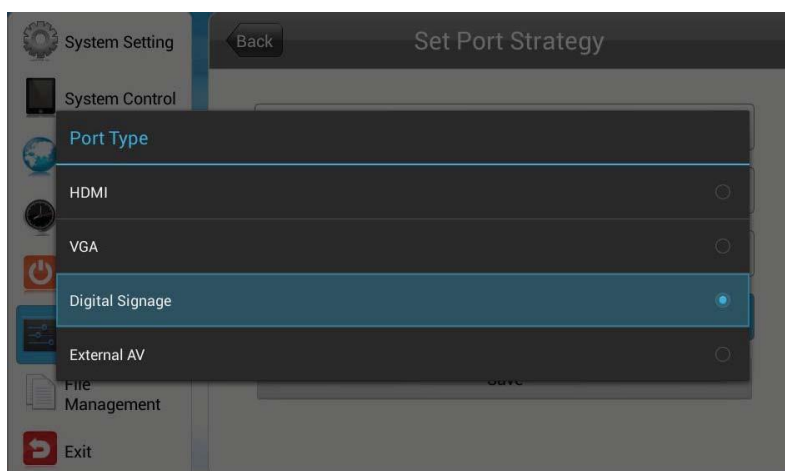 System Setting
Back
Set Port Strategy
System Control
Port Type
HDMI
VGA
Digital Signage
External AV
File
Management
Save
Exit